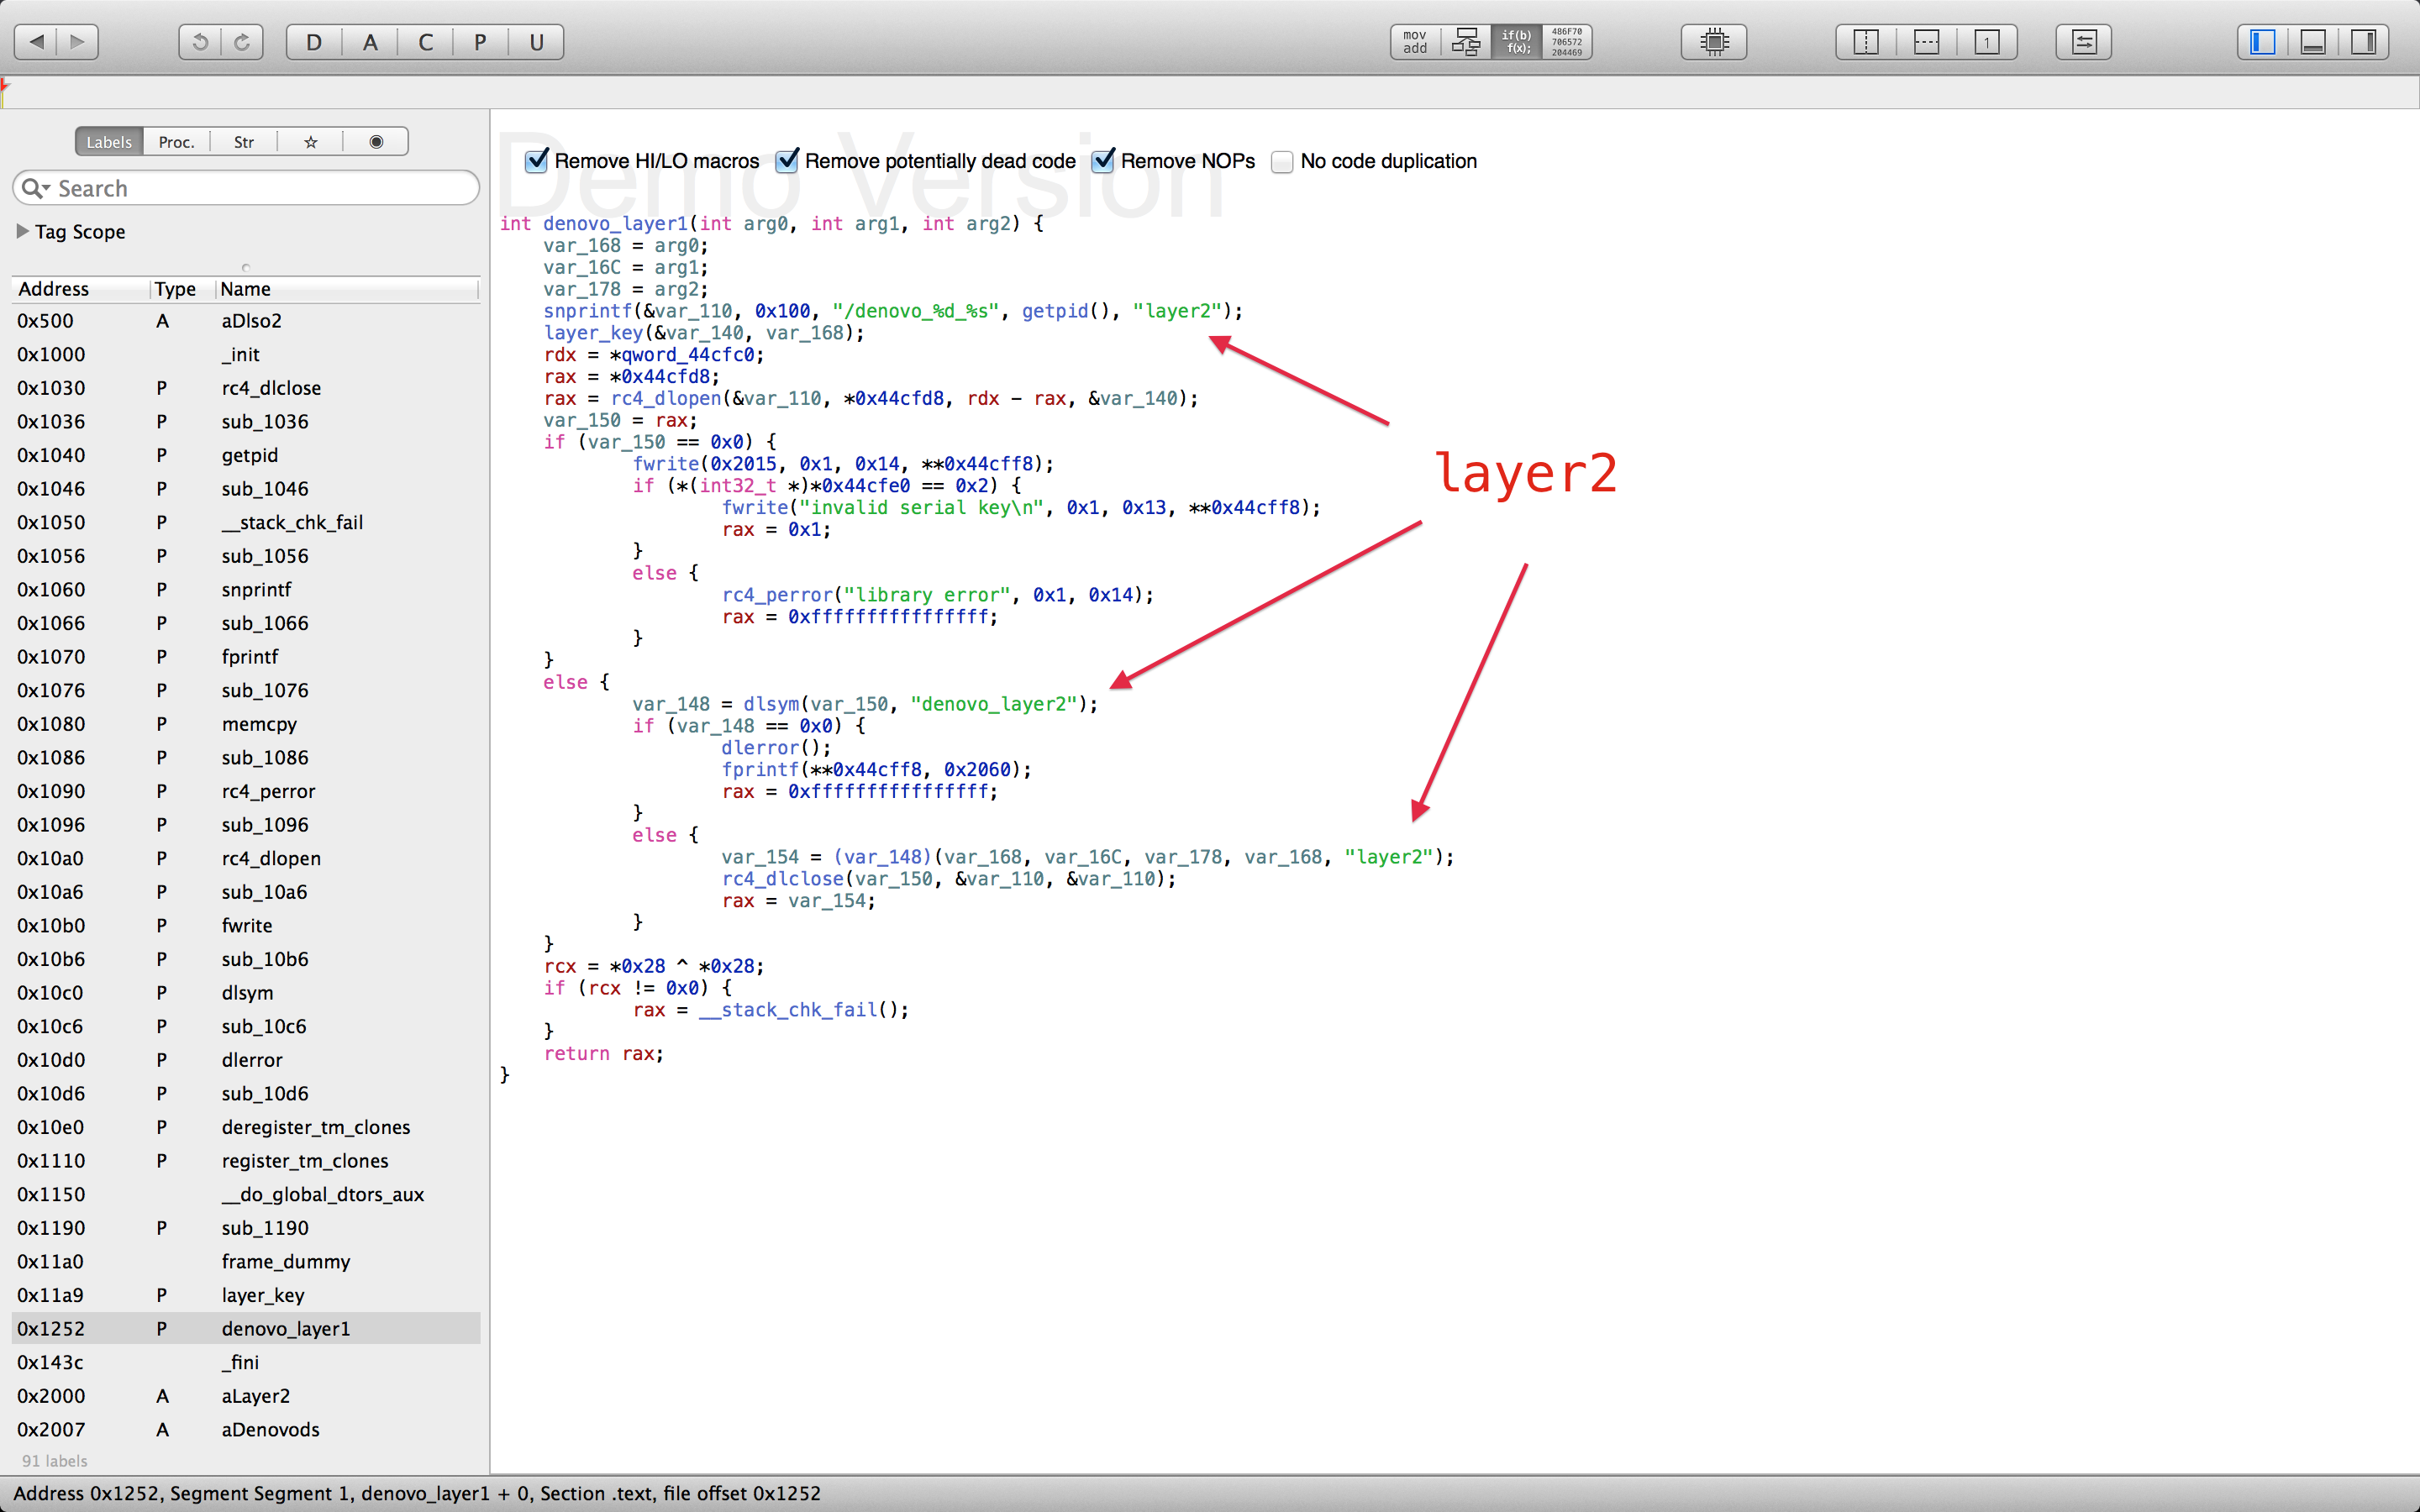 D A C P U mov add if(b) f(x); 486F70 706572 204469 1
Labels Proc. Str
Search
Tag Scope
Address Type Name
0x500 A aDlso2
0x1000 _init
0x1030 P rc4_dlclose
0x1036 P sub_1036
0x1040 P getpid
0x1046 P sub_1046
0x1050 P __stack_chk_fail
0x1056 P sub_1056
0x1060 P snprintf
0x1066 P sub_1066
0x1070 P fprintf
0x1076 P sub_1076
0x1080 P memcpy
0x1086 P sub_1086
0x1090 P rc4_perror
0x1096 P sub_1096
0x10a0 P rc4_dlopen
0x10a6 P sub_10a6
0x10b0 P fwrite
0x10b6 P sub_10b6
0x10c0 P dlsym
0x10c6 P sub_10c6
0x10d0 P dlerror
0x10d6 P sub_10d6
0x10e0 P deregister_tm_clones
0x1110 P register_tm_clones
0x1150 __do_global_dtors_aux
0x1190 P sub_1190
0x11a0 frame_dummy
0x11a9 P layer_key
0x1252 P denovo_layer1
0x143c _fini
0x2000 A aLayer2
0x2007 A aDenovods
91 labels
Demo Version
Remove HI/LO macros Remove potentially dead code Remove NOPs No code duplication
int denovo_layer1(int arg0, int arg1, int arg2) {
var_168 = arg0;
var_16C = arg1;
var_178 = arg2;
snprintf(&var_110, 0x100, "/denovo_%d_%s", getpid(), "layer2");
layer_key(&var_140, var_168);
rdx = *qword_44cfc0;
rax = *0x44cfd8;
rax = rc4_dlopen(&var_110, *0x44cfd8, rdx - rax, &var_140);
var_150 = rax;
if (var_150 == 0x0) {
fwrite(0x2015, 0x1, 0x14, **0x44cff8);
if (*(int32_t *)*0x44cfe0 == 0x2) {
fwrite("invalid serial key\n", 0x1, 0x13, **0x44cff8);
rax = 0x1;
}
else {
rc4_perror("library error", 0x1, 0x14);
rax = 0xffffffffffffffff;
}
}
else {
var_148 = dlsym(var_150, "denovo_layer2");
if (var_148 == 0x0) {
dlerror();
fprintf(**0x44cff8, 0x2060);
rax = 0xffffffffffffffff;
}
else {
var_154 = (var_148)(var_168, var_16C, var_178, var_168, "layer2");
rc4_dlclose(var_150, &var_110, &var_110);
rax = var_154;
}
}
rcx = *0x28 ^ *0x28;
if (rcx != 0x0) {
rax = __stack_chk_fail();
}
return rax;
}
layer2
Address 0x1252, Segment Segment 1, denovo_layer1 + 0, Section .text, file offset 0x1252